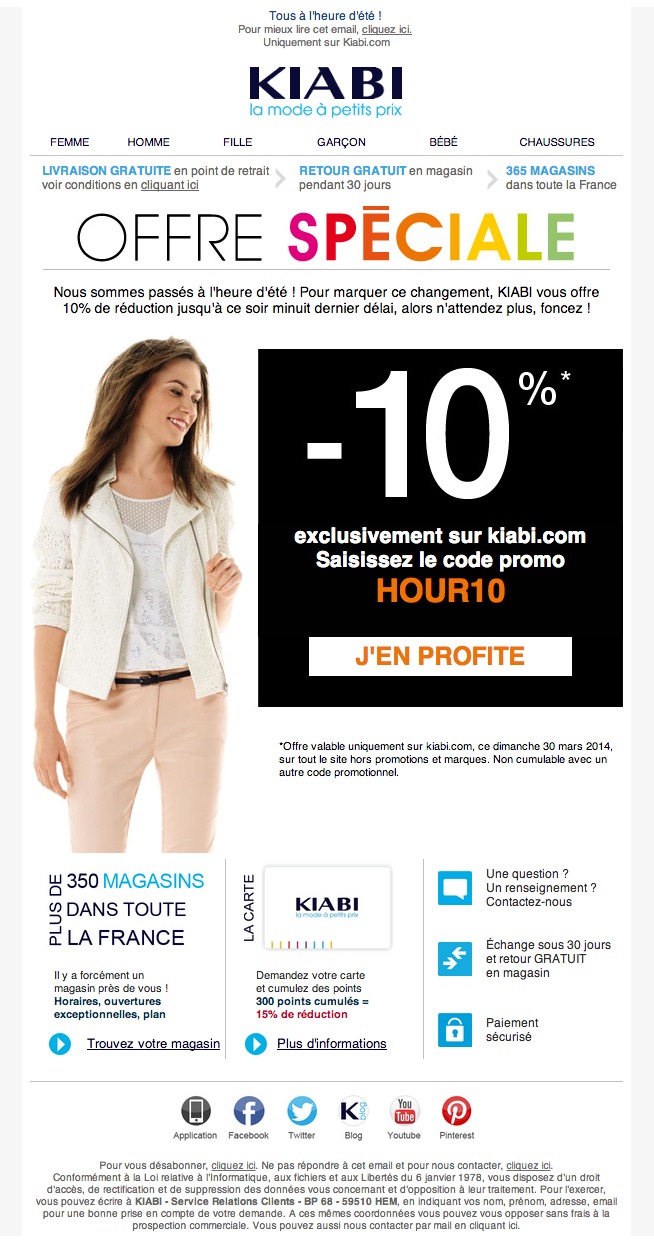 Tous à l'heure d'été !
Pour mieux lire cet email, cliquez ici.
Uniquement sur Kiabi.com
KIABI
la mode à petits prix
FEMME HOMME FILLE GARÇON BÉBÉ CHAUSSURES
LIVRAISON GRATUITE en point de retrait
voir conditions en cliquant ici
RETOUR GRATUIT en magasin
pendant 30 jours
365 MAGASINS
dans toute la France
OFFRE SPÉCIALE
Nous sommes passés à l'heure d'été ! Pour marquer ce changement, KIABI vous offre
10% de réduction jusqu'à ce soir minuit dernier délai, alors n'attendez plus, foncez !
-10%*
exclusivement sur kiabi.com
Saisissez le code promo
HOUR10
J'EN PROFITE
*Offre valable uniquement sur kiabi.com, ce dimanche 30 mars 2014,
sur tout le site hors promotions et marques. Non cumulable avec un
autre code promotionnel.
PLUS DE
350 MAGASINS
DANS TOUTE
LA FRANCE
Il y a forcément un
magasin près de vous !
Horaires, ouvertures
exceptionnelles, plan
Trouvez votre magasin
LA CARTE
KIABI
la mode à petits prix
Demandez votre carte
et cumulez des points
300 points cumulés =
15% de réduction
Plus d'informations
Une question ?
Un renseignement ?
Contactez-nous
Échange sous 30 jours
et retour GRATUIT
en magasin
Paiement
sécurisé
K blog
You Tube
Application Facebook Twitter Blog Youtube Pinterest
Pour vous désabonner, cliquez ici. Ne pas répondre à cet email et pour nous contacter, cliquez ici.
Conformément à la Loi relative à l'Informatique, aux fichiers et aux Libertés du 6 janvier 1978, vous disposez d'un droit
d'accès, de rectification et de suppression des données vous concernant et d'opposition à leur traitement. Pour l'exercer,
vous pouvez écrire à KIABI - Service Relations Clients - BP 68 - 59510 HEM, en indiquant vos nom, prénom, adresse, email
pour une bonne prise en compte de votre demande. A ces mêmes coordonnées vous pouvez vous opposer sans frais à la
prospection commerciale. Vous pouvez aussi nous contacter par mail en cliquant ici.